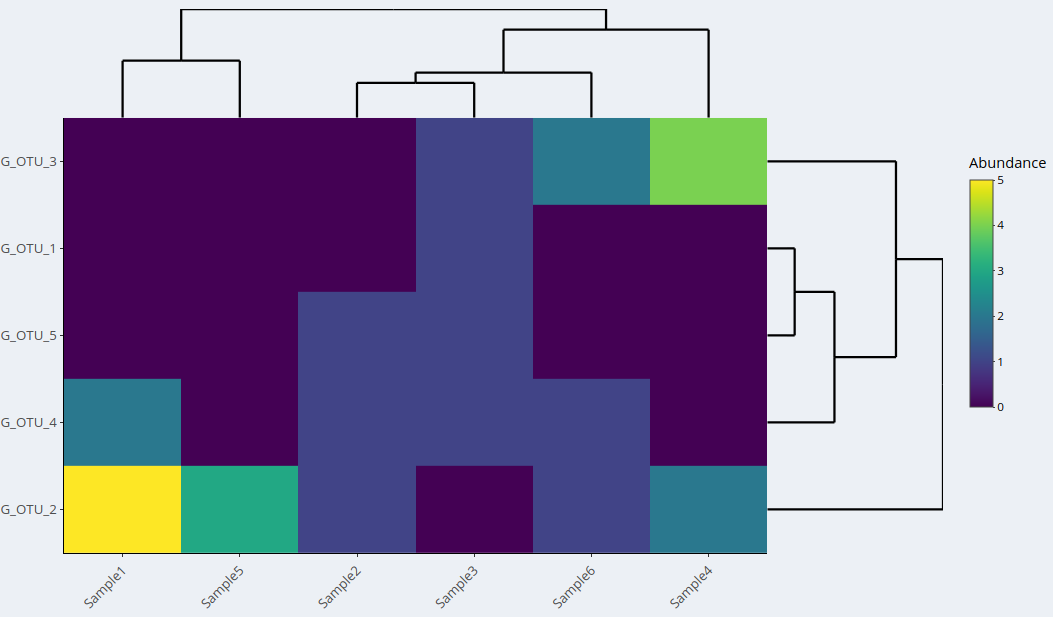 G_OTU_3
G_OTU_1
G_OTU_5
G_OTU_4
G_OTU_2
Sample1
Sample5
Sample2
Sample3
Sample6
Sample4
Abundance
5
4
3
2
1
0